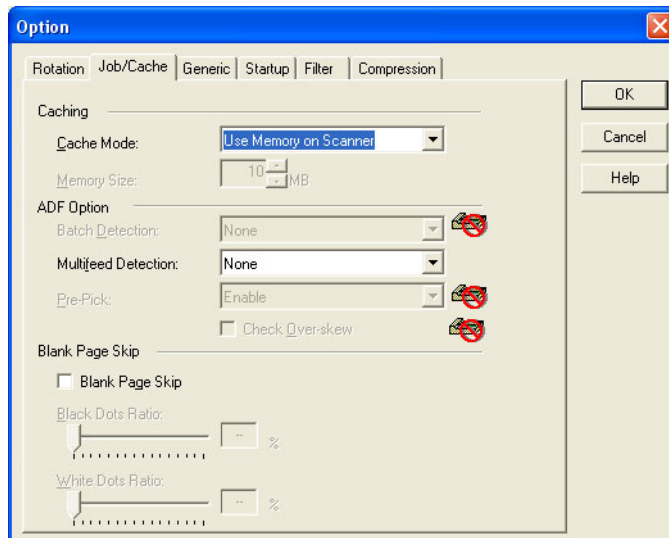 Option
Rotation Job/Cache Generic Startup Filter Compression
OK
Caching
Cache Mode: Use Memory on Scanner
Cancel
Memory Size: 10 MB
Help
ADF Option
Batch Detection: None
Multifeed Detection: None
Pre-Pick: Enable
Check Over-skew
Blank Page Skip
Blank Page Skip
Black Dots Ratio:
-- %
White Dots Ratio:
-- %